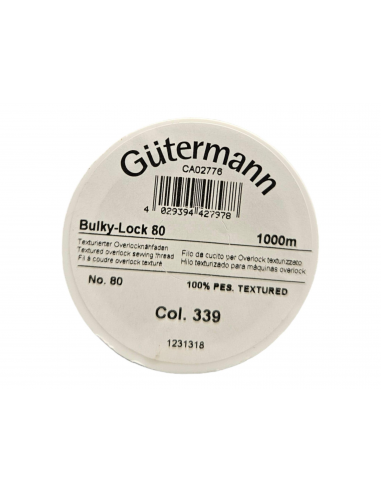 Gütermann
CA02776
4 029394 427978
Bulky-Lock 80 1000m
Texturierter Overlocknähfaden Filo de cucito per Overlock texturizzato
Textured overlock sewing thread Hilo texturizado para máquinas overlock
Fil à coudre overlock texturé
No. 80 100% PES. TEXTURED
Col. 339
1231318